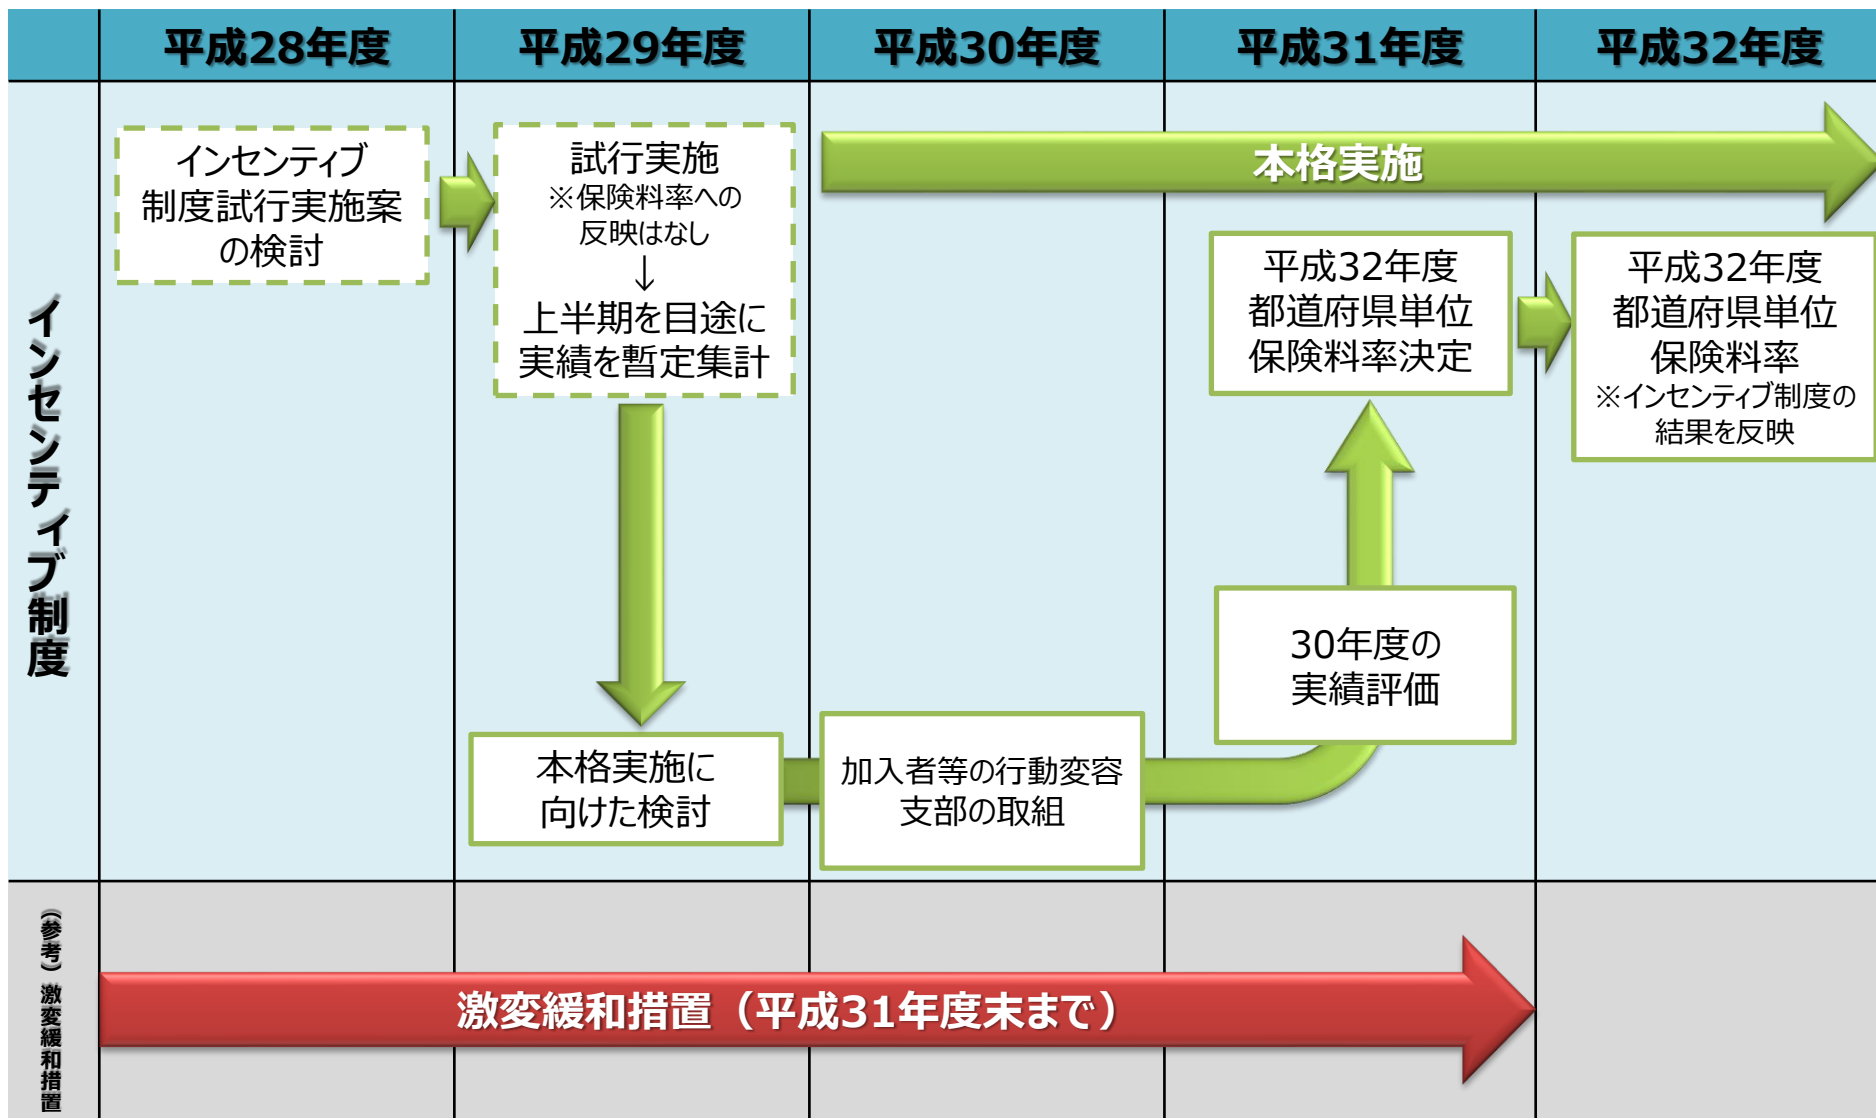 平成28年度
平成29年度
平成30年度
平成31年度
平成32年度
インセンティブ制度
インセンティブ
制度試行実施案
の検討
試行実施
※保険料率への
反映はなし
↓
上半期を目途に
実績を暫定集計
本格実施
平成32年度
都道府県単位
保険料率決定
平成32年度
都道府県単位
保険料率
※インセンティブ制度の
結果を反映
30年度の
実績評価
本格実施に
向けた検討
加入者等の行動変容
支部の取組
（参考）激変緩和措置
激変緩和措置（平成31年度末まで）